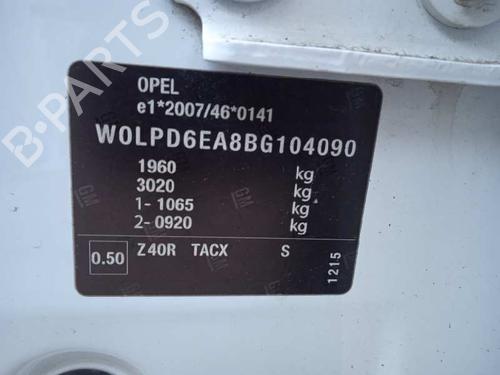 OPEL
e1*2007/46*0141
W0LPD6EA8BG104090
1960 kg
3020 kg
1- 1065 kg
2- 0920 kg
0.50 Z40R TACX S
1215
B-PARTS
GM